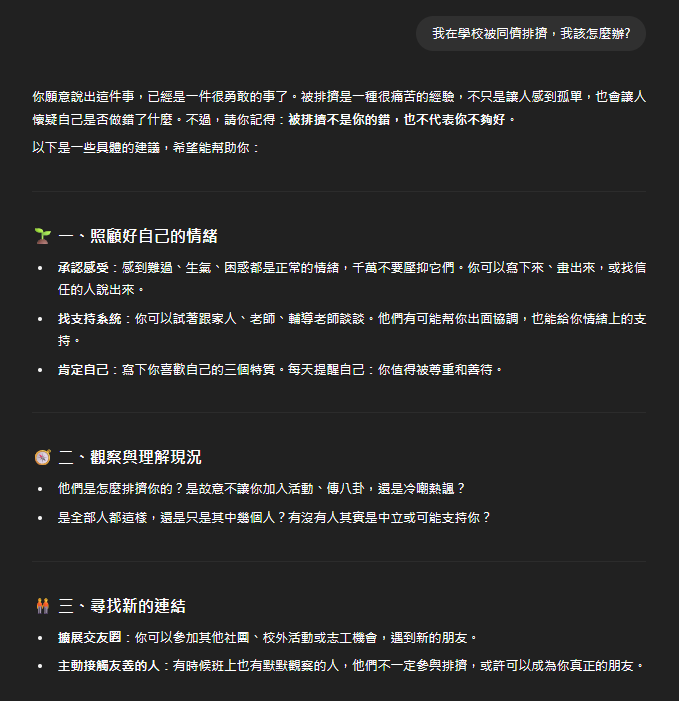 我在學校被同儕排擠，我該怎麼辦?
你願意說出這件事，已經是一件很勇敢的事了。被排擠是一種很痛苦的經驗，不只是讓人感到孤單，也會讓人
懷疑自己是否做錯了什麼。不過，請你記得：被排擠不是你的錯，也不代表你不夠好。
以下是一些具體的建議，希望能幫助你：
一、照顧好自己的情緒
承認感受：感到難過、生氣、困惑都是正常的情緒，千萬不要壓抑它們。你可以寫下來、畫出來，或找信
任的人說出來。
找支持系統：你可以試著跟家人、老師、輔導老師談談。他們有可能幫你出面協調，也能給你情緒上的支
持。
肯定自己：寫下你喜歡自己的三個特質。每天提醒自己：你值得被尊重和善待。
二、觀察與理解現況
他們是怎麼排擠你的？是故意不讓你加入活動、傳八卦，還是冷嘲熱諷？
是全部人都這樣，還是只是其中幾個人？有沒有人其實是中立或可能支持你？
三、尋找新的連結
擴展交友圈：你可以參加其他社團、校外活動或志工機會，遇到新的朋友。
主動接觸友善的人：有時候班上也有默默觀察的人，他們不一定參與排擠，或許可以成為你真正的朋友。